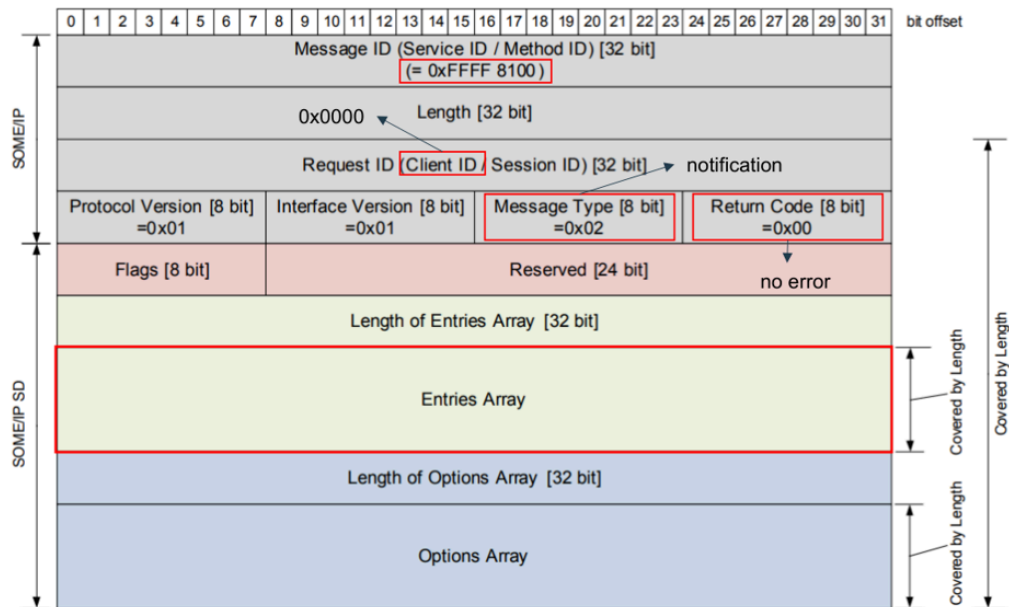 0 1 2 3 4 5 6 7 8 9 10 11 12 13 14 15 16 17 18 19 20 21 22 23 24 25 26 27 28 29 30 31 bit offset
Message ID (Service ID / Method ID) [32 bit]
(= 0xFFFF 8100)
0x0000
Length [32 bit]
Request ID (Client ID / Session ID) [32 bit]
notification
Protocol Version [8 bit]
=0x01
Interface Version [8 bit]
=0x01
Message Type [8 bit]
=0x02
Return Code [8 bit]
=0x00
SOME/IP
Flags [8 bit]
Reserved [24 bit]
no error
Length of Entries Array [32 bit]
Entries Array
Covered by Length
Covered by Length
SOME/IP SD
Length of Options Array [32 bit]
Options Array
Covered by Length